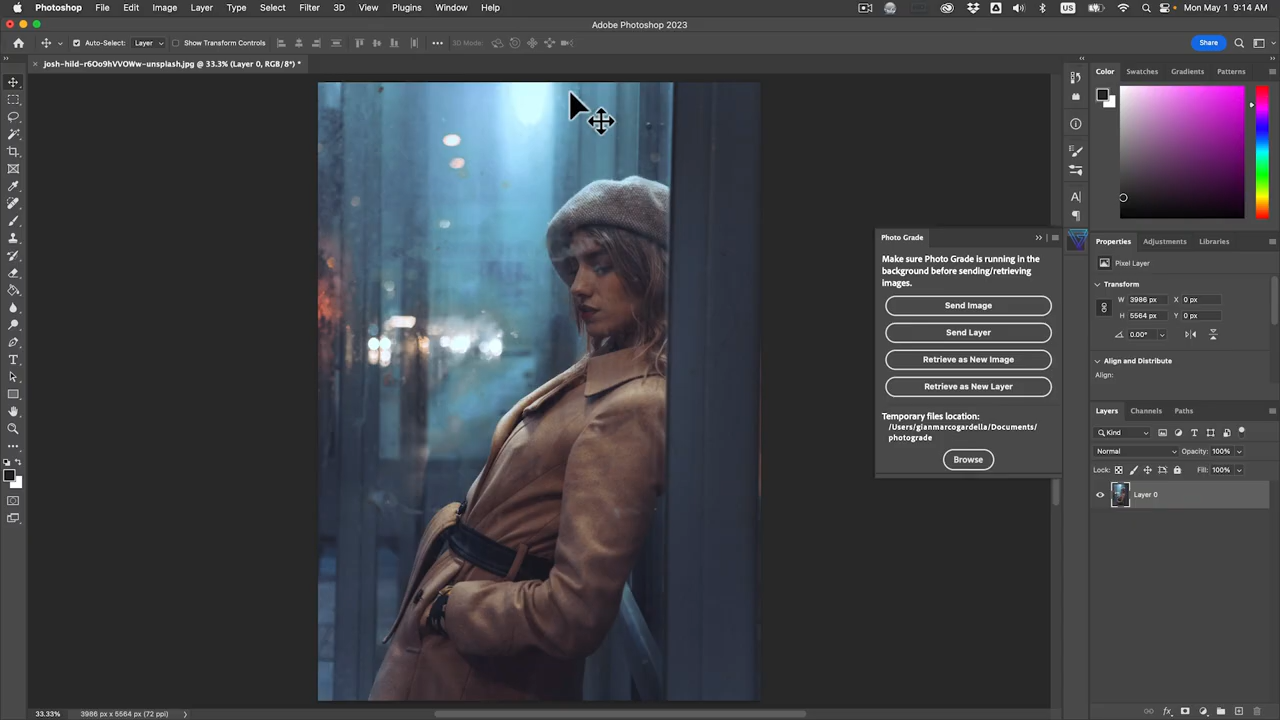 Photoshop File Edit Image Layer Type Select Filter 3D View Plugins Window Help
US
Mon May 1 9:14 AM
Adobe Photoshop 2023
Auto-Select: Layer Show Transform Controls
3D Mode:
Share
josh-hild-r6Oo9hVVOWw-unsplash.jpg @ 33.3% (Layer 0, RGB/8*) *
Color Swatches Gradients Patterns
Photo Grade
Make sure Photo Grade is running in the
background before sending/retrieving
images.
Send Image
Send Layer
Retrieve as New Image
Retrieve as New Layer
Temporary files location:
/Users/gianmarcogardella/Documents/
photograde
Browse
Properties Adjustments Libraries
Pixel Layer
Transform
W 3986 px X 0 px
H 5564 px Y 0 px
0.00°
Align and Distribute
Align:
Layers Channels Paths
Kind
Normal Opacity: 100%
Lock: Fill: 100%
Layer 0
33.33% 3986 px x 5564 px (72 ppi)